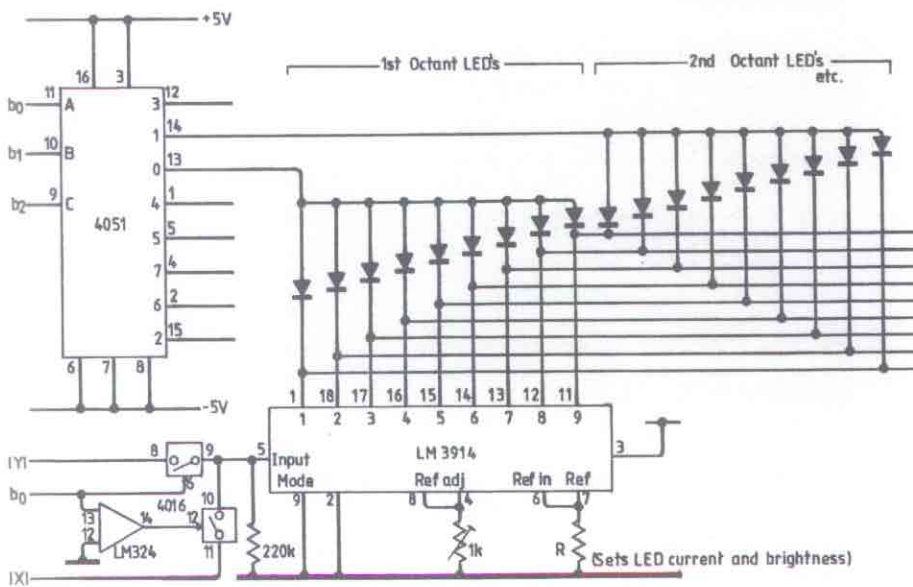 +5V
1st Octant LED's
2nd Octant LED's
etc.
16 3
b0 11 A 3 12
1 14
b1 10 B
0 13
b2 9 C 4 1
4051
5 5
7 4
6 2
2 15
6 7 8
-5V
1 18 17 16 15 14 13 12 11
1 2 3 4 5 6 7 8 9
|Y| 8 9 5 Input LM 3914 3
Mode Ref adj Ref in Ref
b0 9 2 8 4 6 7
4016 10
13 14 12
12 LM324 11
220k 1k R (Sets LED current and brightness)
|X|